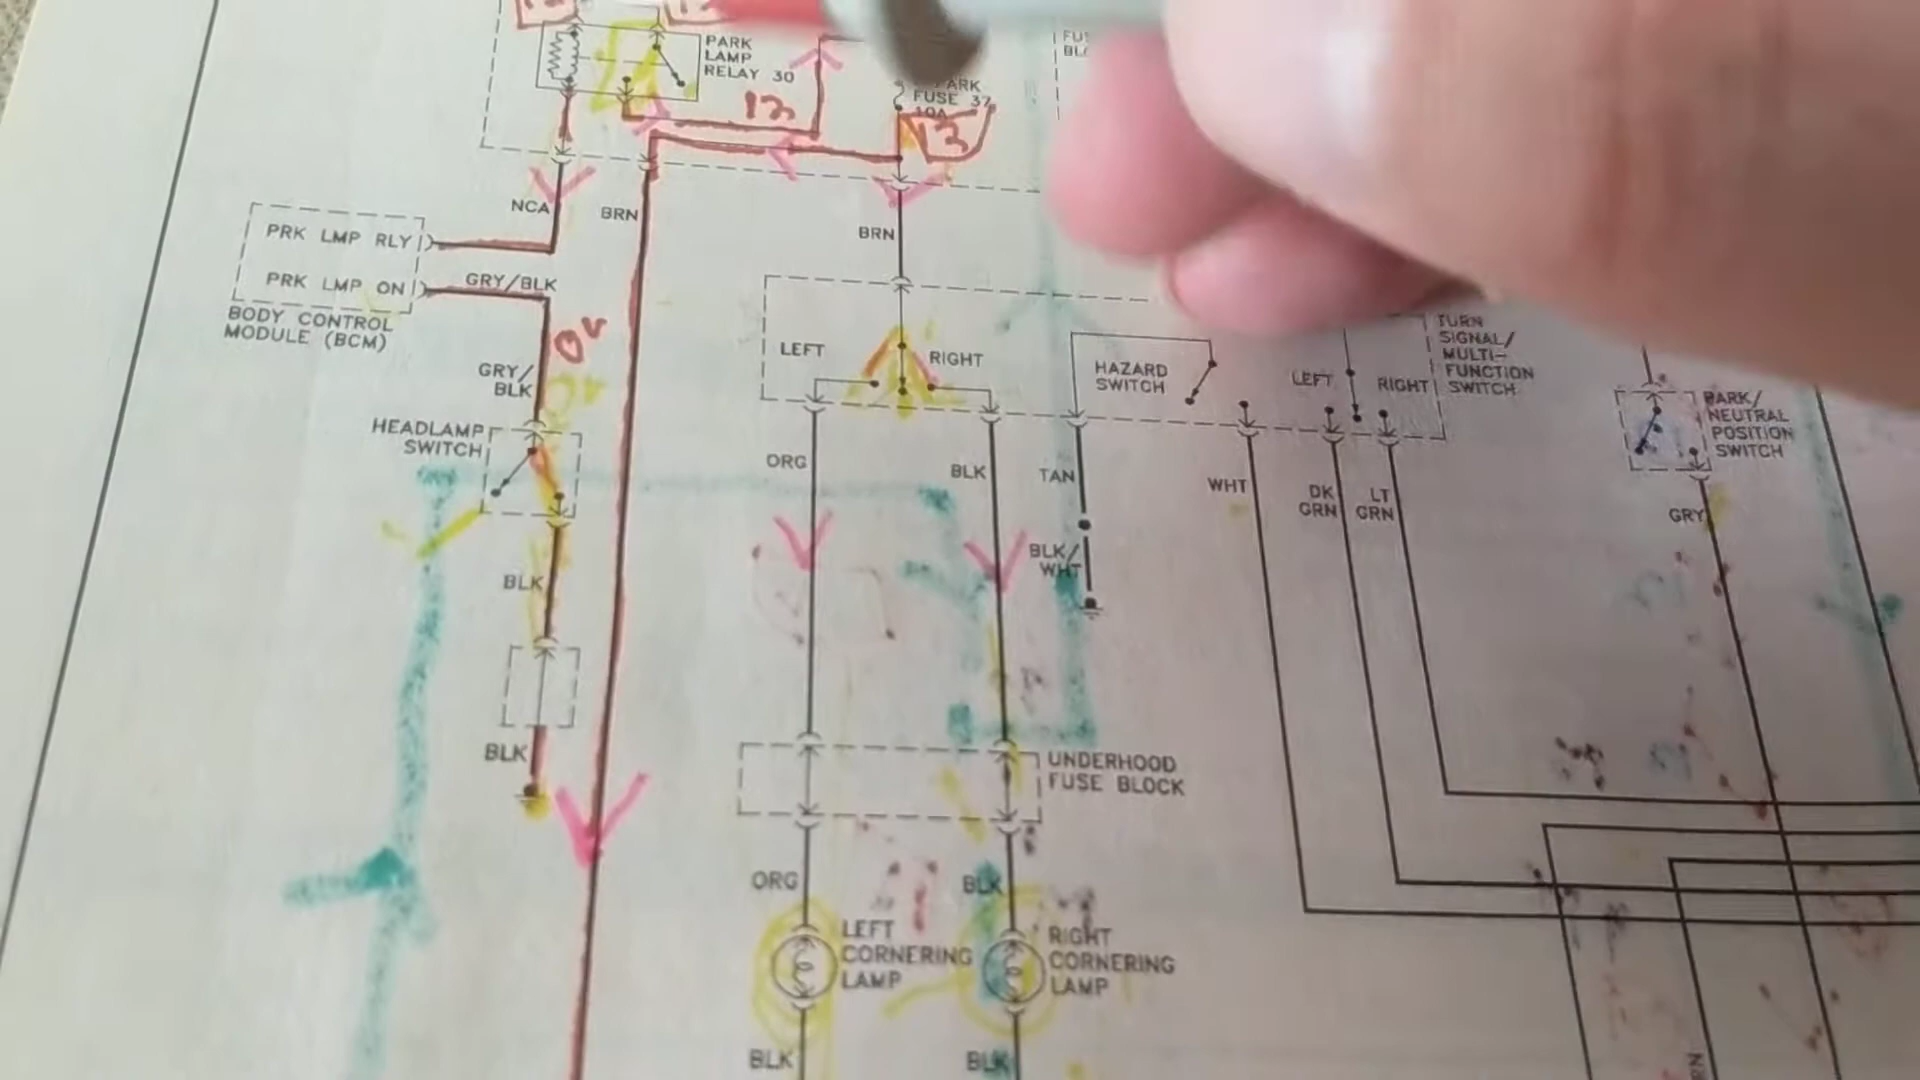 PARK
LAMP
RELAY 30
12
PARK
FUSE 37
10A
13
FUS
BLO
NCA
BRN
BRN
PRK LMP RLY
PRK LMP ON
GRY/BLK
BODY CONTROL
MODULE (BCM)
0v
GRY/
BLK
0v
HEADLAMP
SWITCH
BLK
BLK
LEFT
RIGHT
HAZARD
SWITCH
LEFT
RIGHT
TURN
SIGNAL/
MULTI-
FUNCTION
SWITCH
PARK/
NEUTRAL
POSITION
SWITCH
ORG
BLK
TAN
BLK/
WHT
WHT
DK
GRN
LT
GRN
GRY
UNDERHOOD
FUSE BLOCK
ORG
BLK
LEFT
CORNERING
LAMP
RIGHT
CORNERING
LAMP
BLK
BLK